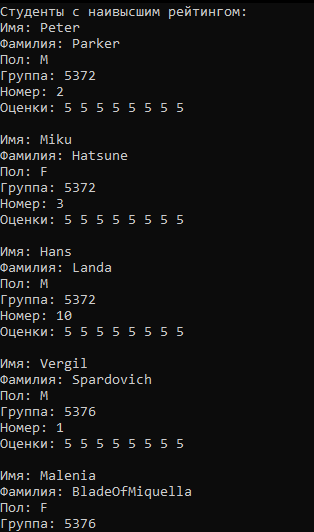 Студенты с наивысшим рейтингом:
Имя: Peter
Фамилия: Parker
Пол: M
Группа: 5372
Номер: 2
Оценки: 5 5 5 5 5 5 5 5
Имя: Miku
Фамилия: Hatsune
Пол: F
Группа: 5372
Номер: 3
Оценки: 5 5 5 5 5 5 5 5
Имя: Hans
Фамилия: Landa
Пол: M
Группа: 5372
Номер: 10
Оценки: 5 5 5 5 5 5 5 5
Имя: Vergil
Фамилия: Spardovich
Пол: M
Группа: 5376
Номер: 1
Оценки: 5 5 5 5 5 5 5 5
Имя: Malenia
Фамилия: BladeOfMiquella
Пол: F
Группа: 5376